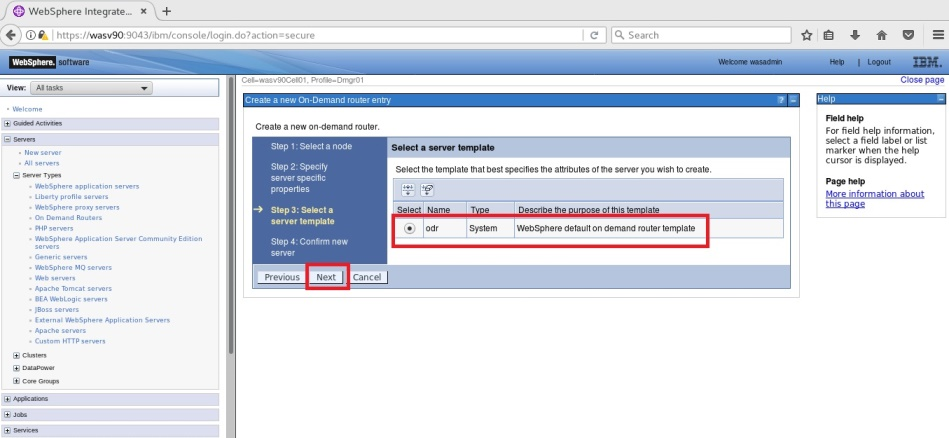 WebSphere Integrate...
https://wasv90:9043/ibm/console/login.do?action=secure
Search
WebSphere. software
Welcome wasadmin
Help | Logout
IBM.
View: All tasks
Cell=wasv90Cell01, Profile=Dmgr01
Close page
Welcome
Guided Activities
Servers
New server
All servers
Server Types
WebSphere application servers
Liberty profile servers
WebSphere proxy servers
On Demand Routers
PHP servers
WebSphere Application Server Community Edition
servers
Generic servers
WebSphere MQ servers
Web servers
Apache Tomcat servers
BEA WebLogic servers
JBoss servers
External WebSphere Application Servers
Apache servers
Custom HTTP servers
Clusters
DataPower
Core Groups
Applications
Jobs
Services
Create a new On-Demand router entry
Create a new on-demand router.
Step 1: Select a node
Step 2: Specify
server specific
properties
Step 3: Select a
server template
Step 4: Confirm new
server
Select a server template
Select the template that best specifies the attributes of the server you wish to create.
Select Name Type Describe the purpose of this template
odr System WebSphere default on demand router template
Previous Next Cancel
Help
Field help
For field help information,
select a field label or list
marker when the help
cursor is displayed.
Page help
More information about
this page